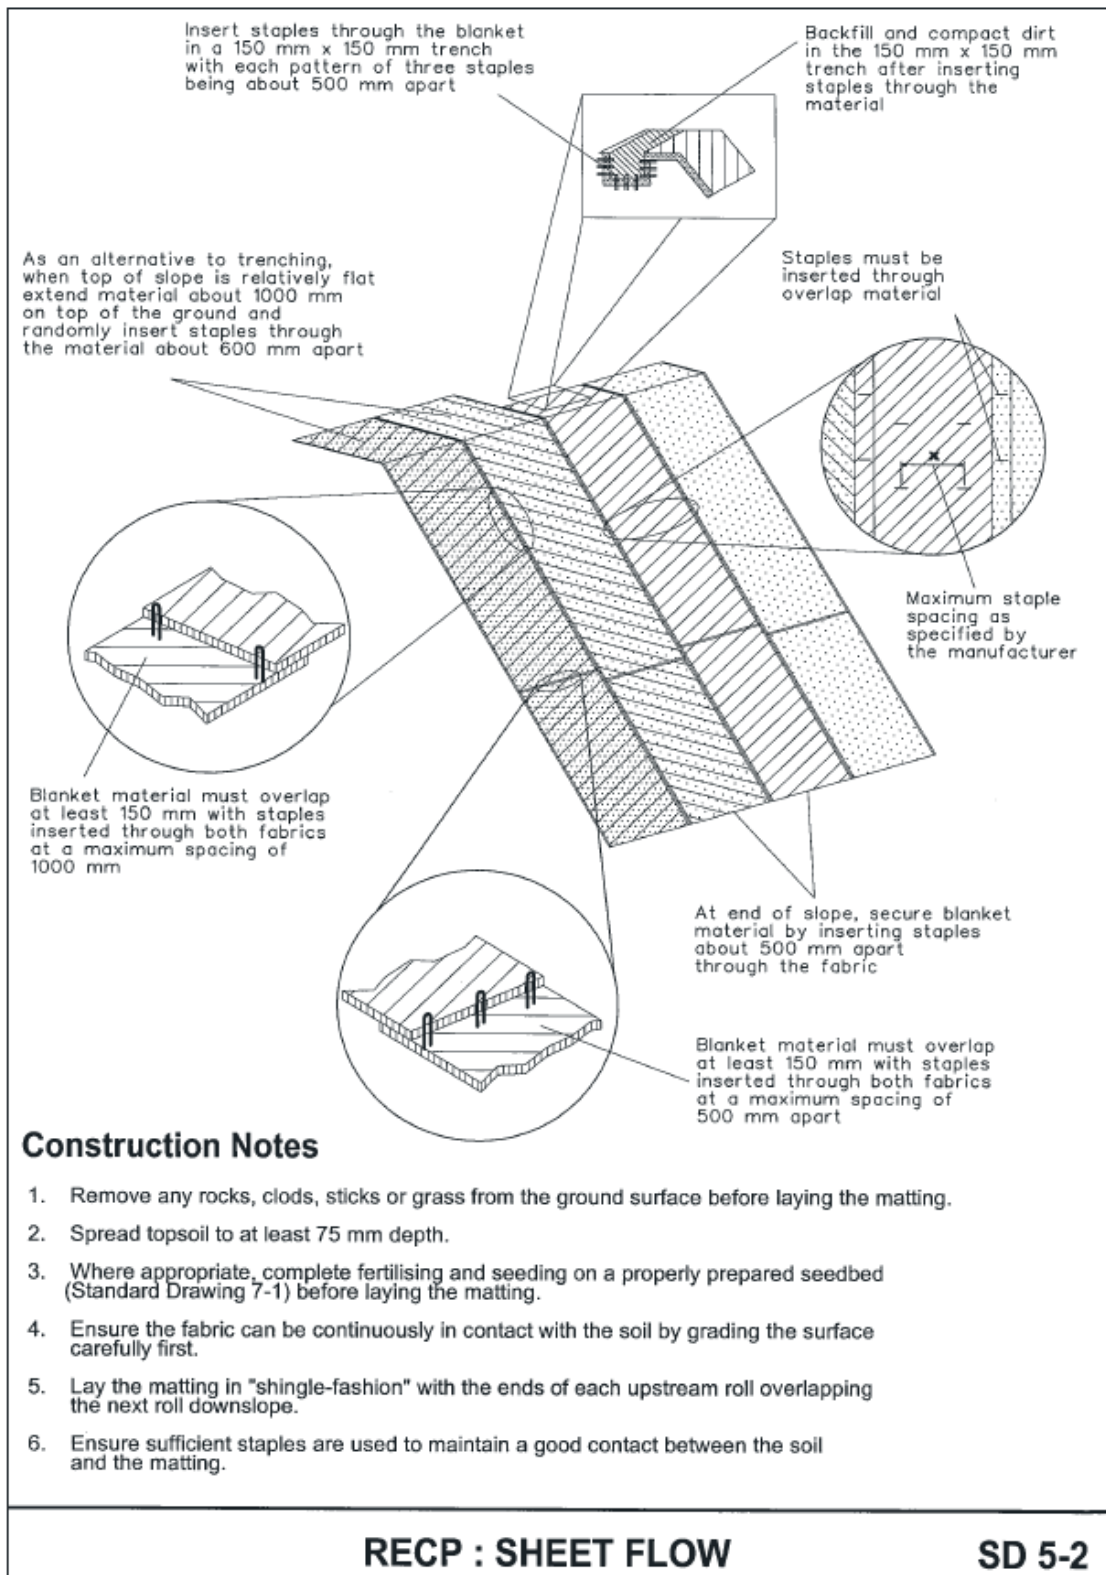 Insert staples through the blanket
in a 150 mm x 150 mm trench
with each pattern of three staples
being about 500 mm apart
Backfill and compact dirt
in the 150 mm x 150 mm
trench after inserting
staples through the
material
As an alternative to trenching,
when top of slope is relatively flat
extend material about 1000 mm
on top of the ground and
randomly insert staples through
the material about 600 mm apart
Staples must be
inserted through
overlap material
x
Maximum staple
spacing as
specified by
the manufacturer
Blanket material must overlap
at least 150 mm with staples
inserted through both fabrics
at a maximum spacing of
1000 mm
At end of slope, secure blanket
material by inserting staples
about 500 mm apart
through the fabric
Blanket material must overlap
at least 150 mm with staples
inserted through both fabrics
at a maximum spacing of
500 mm apart
Construction Notes
1. Remove any rocks, clods, sticks or grass from the ground surface before laying the matting.
2. Spread topsoil to at least 75 mm depth.
3. Where appropriate, complete fertilising and seeding on a properly prepared seedbed
(Standard Drawing 7-1) before laying the matting.
4. Ensure the fabric can be continuously in contact with the soil by grading the surface
carefully first.
5. Lay the matting in "shingle-fashion" with the ends of each upstream roll overlapping
the next roll downslope.
6. Ensure sufficient staples are used to maintain a good contact between the soil
and the matting.
RECP : SHEET FLOW
SD 5-2